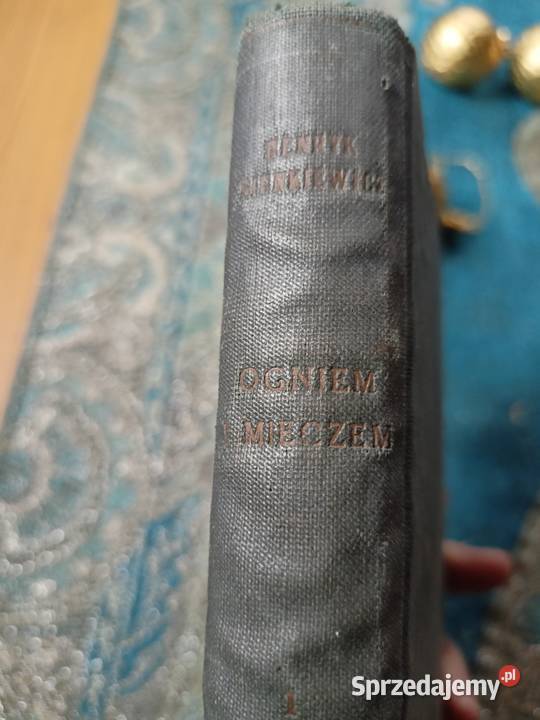 HENRYK
SIENKIEWICZ
OGNIEM
I MIECZEM
1
Sprzedajemy.pl